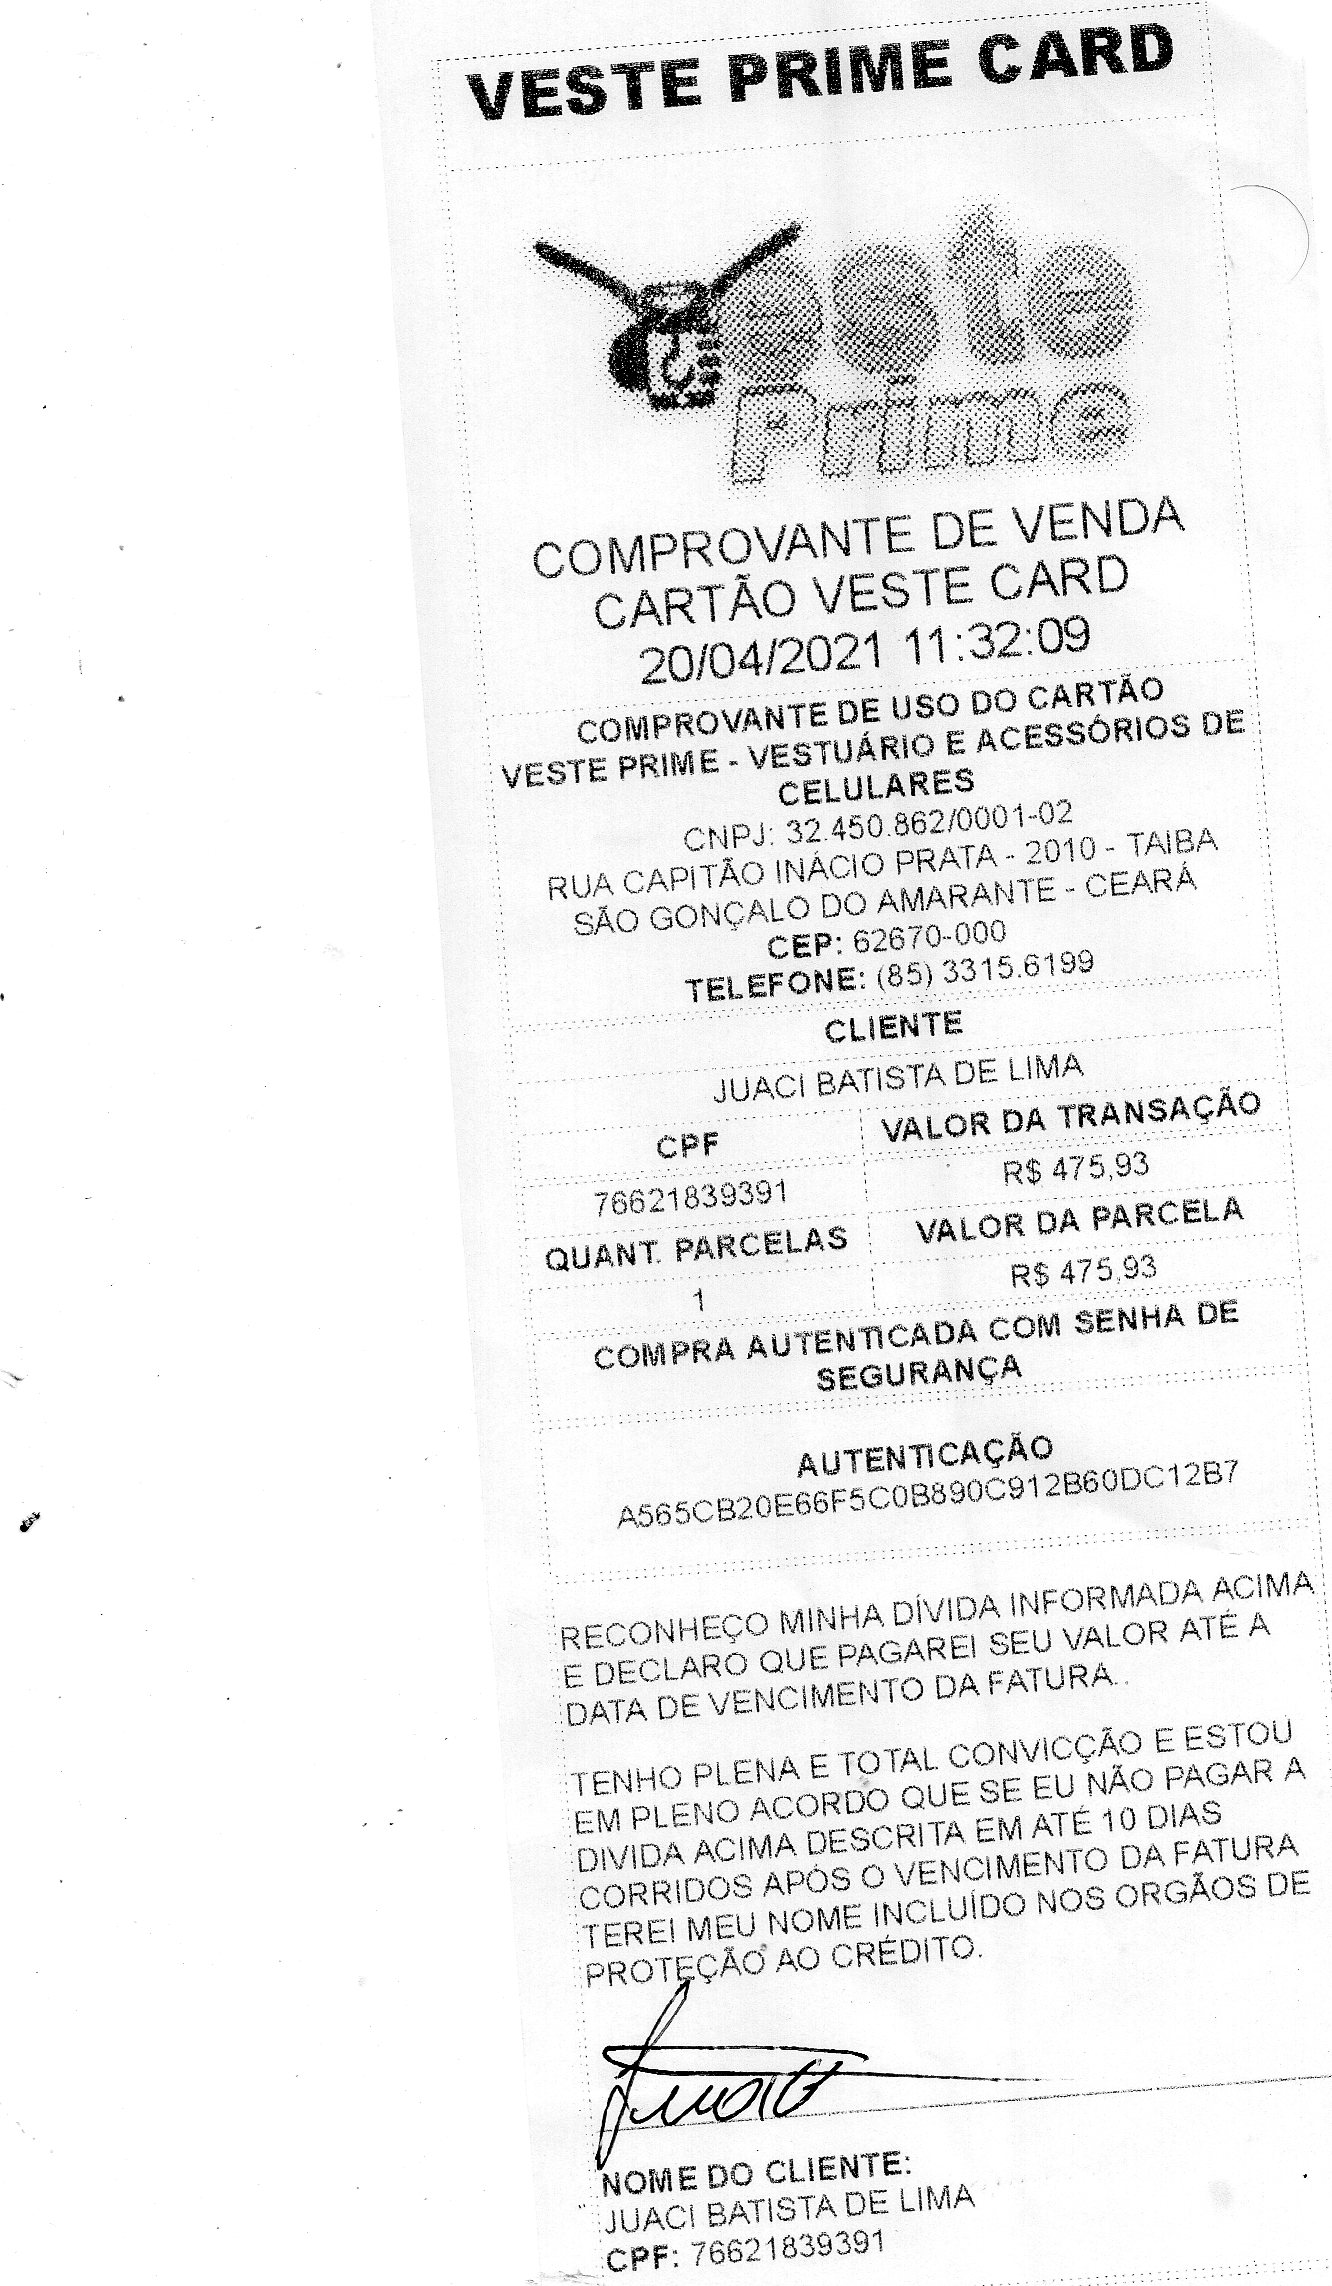 VESTE PRIME CARD
este
Prime
COMPROVANTE DE VENDA
CARTÃO VESTE CARD
20/04/2021 11:32:09
COMPROVANTE DE USO DO CARTÃO
VESTE PRIME - VESTUÁRIO E ACESSÓRIOS DE
CELULARES
CNPJ: 32.450.862/0001-02
RUA CAPITÃO INÁCIO PRATA - 2010 - TAIBA
SÃO GONÇALO DO AMARANTE - CEARÁ
CEP: 62670-000
TELEFONE: (85) 3315.6199
CLIENTE
JUACI BATISTA DE LIMA
CPF VALOR DA TRANSAÇÃO
76621839391 R$ 475,93
QUANT. PARCELAS VALOR DA PARCELA
1 R$ 475,93
COMPRA AUTENTICADA COM SENHA DE
SEGURANÇA
AUTENTICAÇÃO
A565CB20E66F5C0B890C912B60DC12B7
RECONHEÇO MINHA DÍVIDA INFORMADA ACIMA
E DECLARO QUE PAGAREI SEU VALOR ATÉ A
DATA DE VENCIMENTO DA FATURA.
TENHO PLENA E TOTAL CONVICÇÃO E ESTOU
EM PLENO ACORDO QUE SE EU NÃO PAGAR A
DIVIDA ACIMA DESCRITA EM ATÉ 10 DIAS
CORRIDOS APÓS O VENCIMENTO DA FATURA
TEREI MEU NOME INCLUÍDO NOS ORGÃOS DE
PROTEÇÃO AO CRÉDITO.
NOME DO CLIENTE:
JUACI BATISTA DE LIMA
CPF: 76621839391